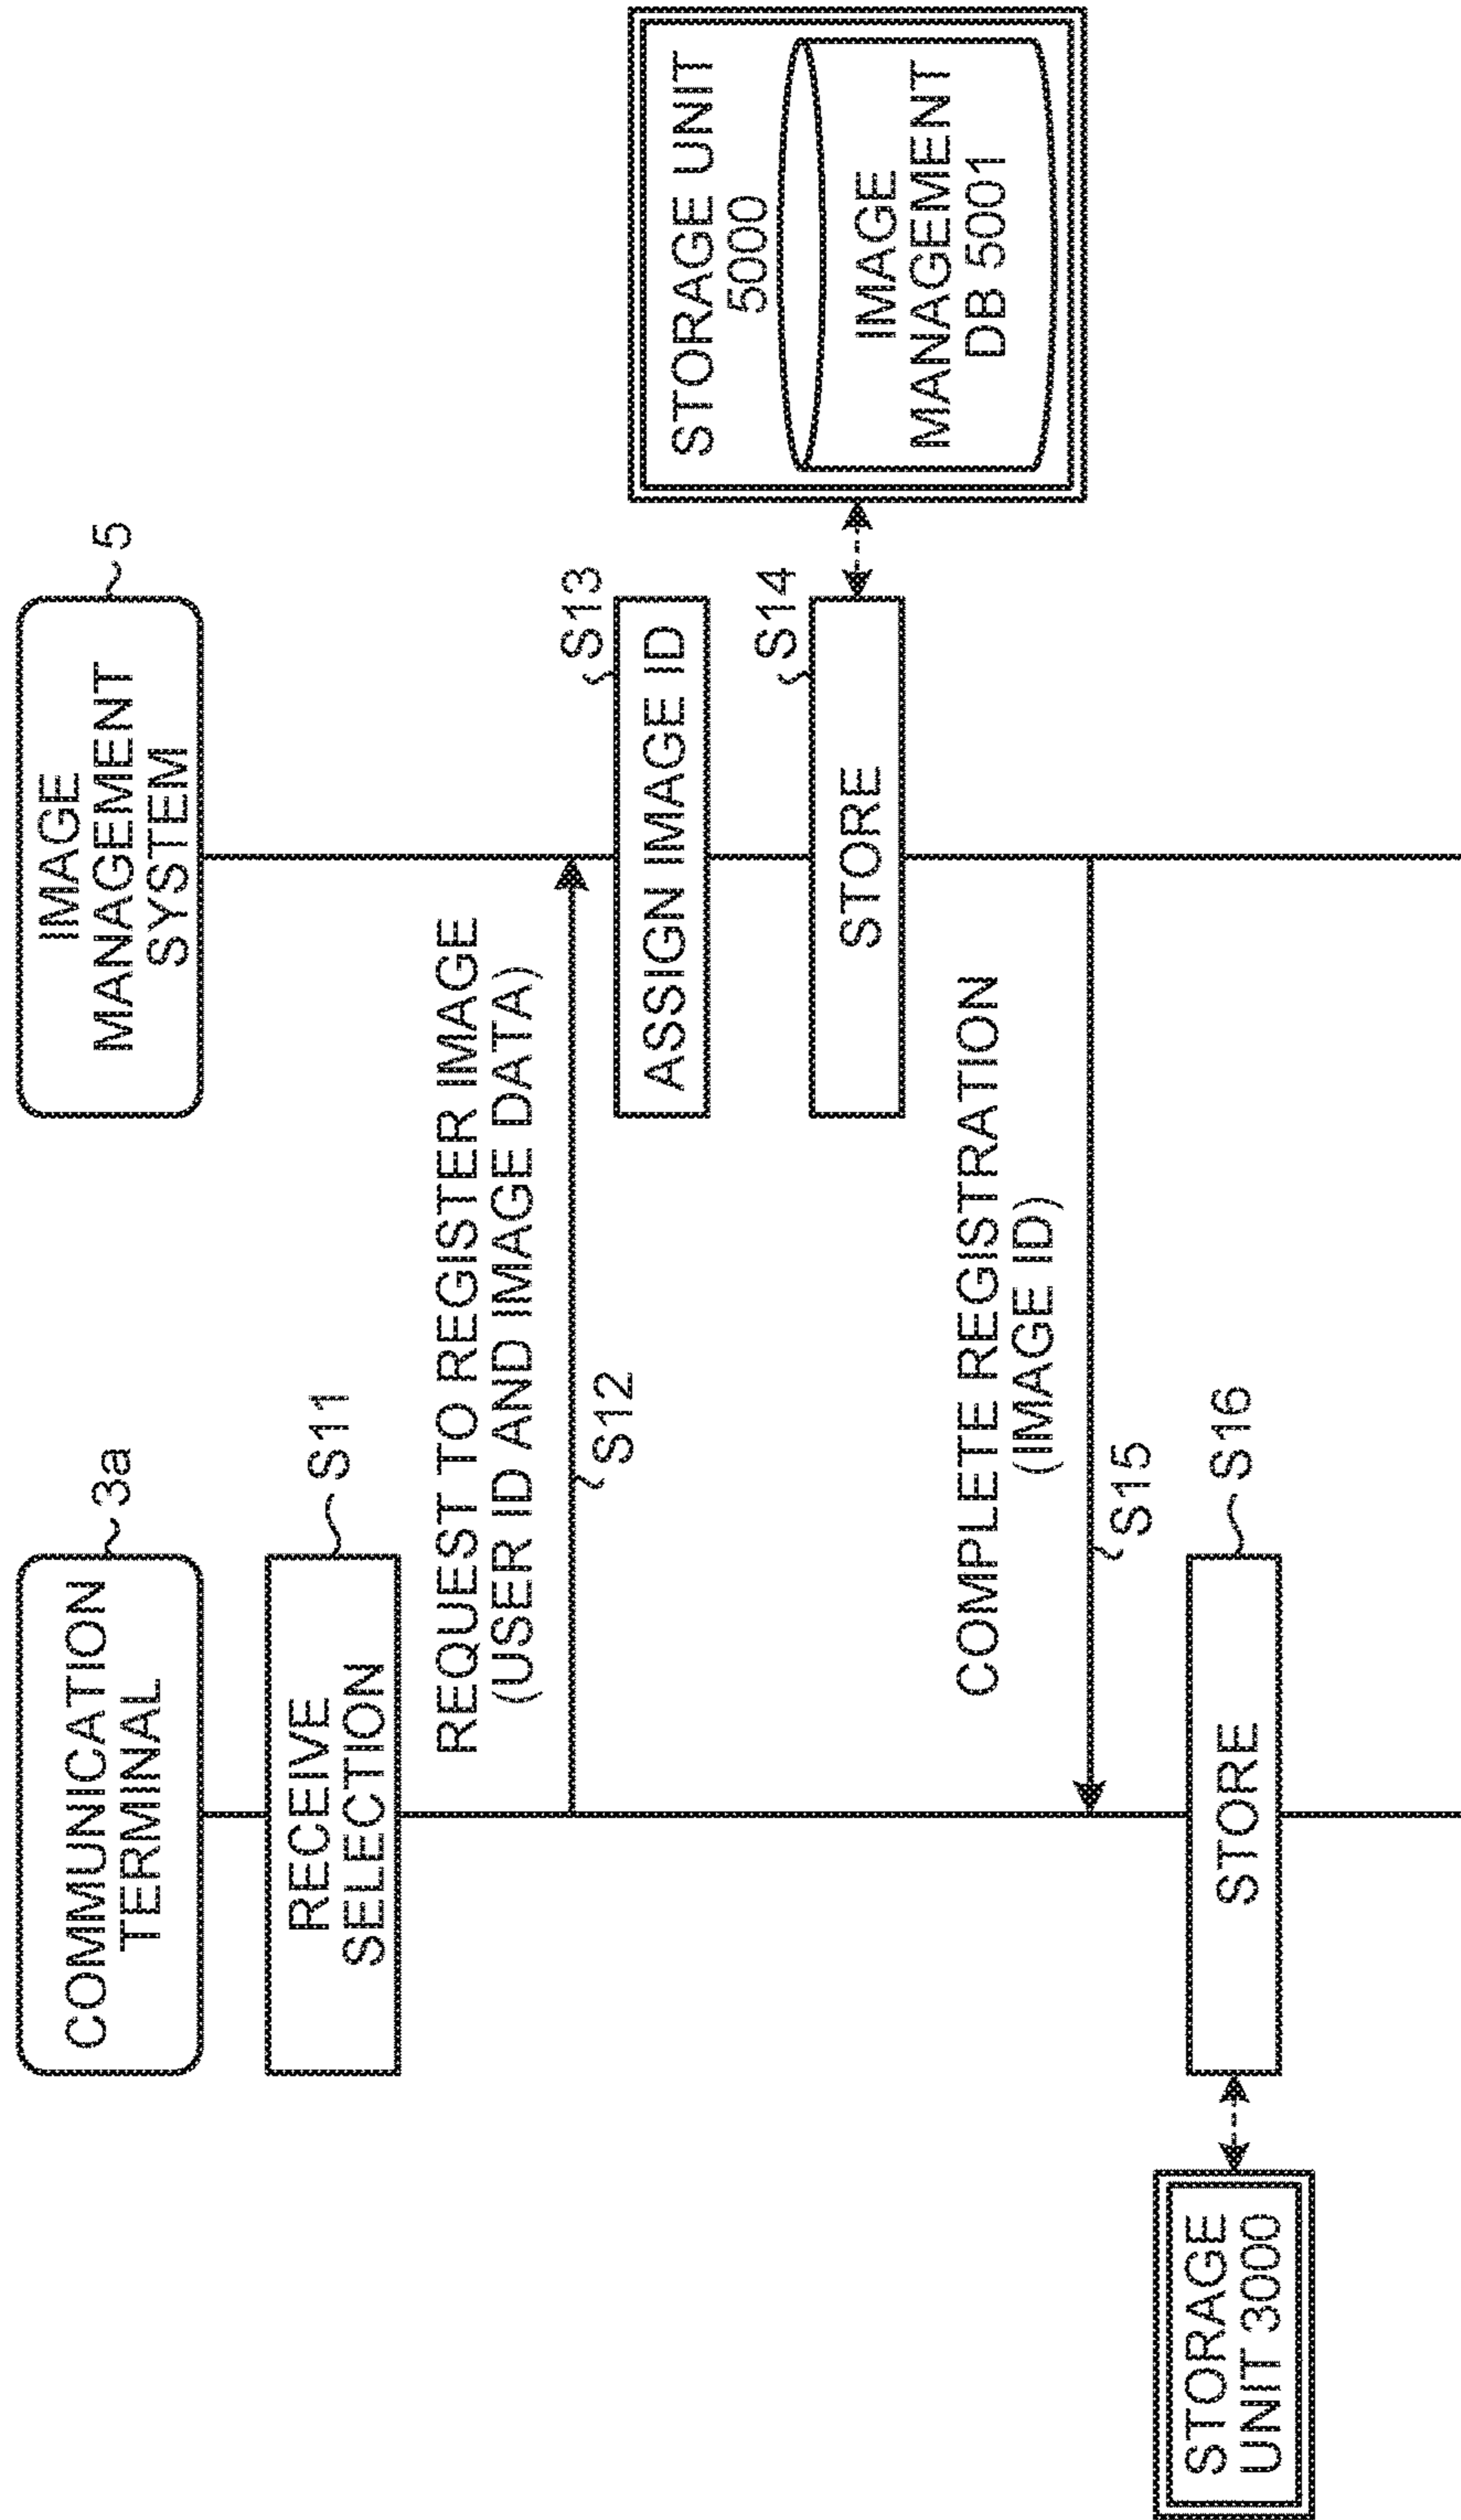 COMMUNICATION
TERMINAL
3a
IMAGE
MANAGEMENT
SYSTEM
5
RECEIVE
SELECTION
S11
REQUEST TO REGISTER IMAGE
(USER ID AND IMAGE DATA)
S12
ASSIGN IMAGE ID
S13
STORE
S14
STORAGE UNIT
5000
IMAGE
MANAGEMENT
DB 5001
COMPLETE REGISTRATION
(IMAGE ID)
S15
STORE
S16
STORAGE
UNIT 3000